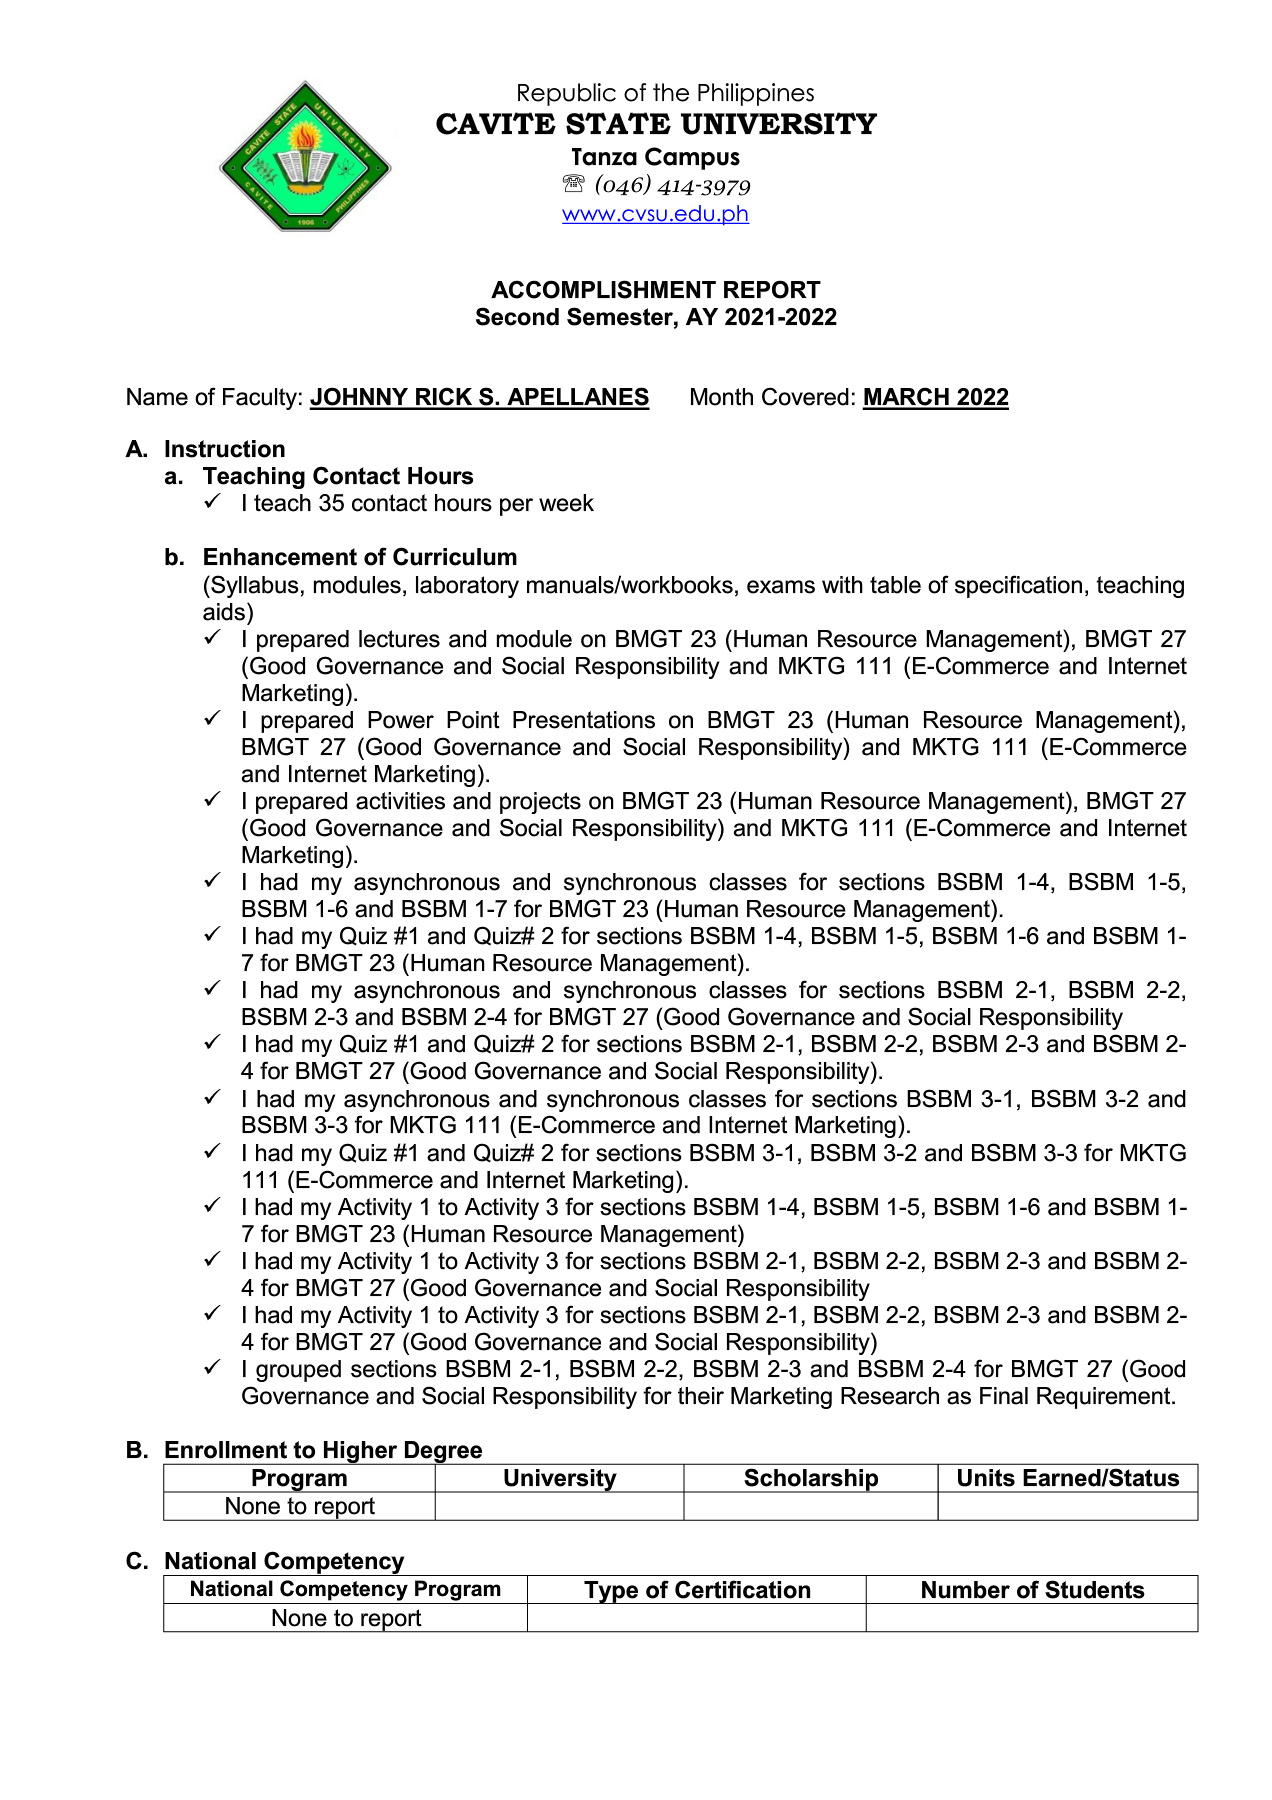 CAVITE STATE UNIVERSITY
CAVITE PHILIPPINES
1906
Republic of the Philippines
CAVITE STATE UNIVERSITY
Tanza Campus
☏ (046) 414-3979
www.cvsu.edu.ph
ACCOMPLISHMENT REPORT
Second Semester, AY 2021-2022
Name of Faculty: JOHNNY RICK S. APELLANES Month Covered: MARCH 2022
A. Instruction
a. Teaching Contact Hours
✓ I teach 35 contact hours per week
b. Enhancement of Curriculum
(Syllabus, modules, laboratory manuals/workbooks, exams with table of specification, teaching
aids)
✓ I prepared lectures and module on BMGT 23 (Human Resource Management), BMGT 27
(Good Governance and Social Responsibility and MKTG 111 (E-Commerce and Internet
Marketing).
✓ I prepared Power Point Presentations on BMGT 23 (Human Resource Management),
BMGT 27 (Good Governance and Social Responsibility) and MKTG 111 (E-Commerce
and Internet Marketing).
✓ I prepared activities and projects on BMGT 23 (Human Resource Management), BMGT 27
(Good Governance and Social Responsibility) and MKTG 111 (E-Commerce and Internet
Marketing).
✓ I had my asynchronous and synchronous classes for sections BSBM 1-4, BSBM 1-5,
BSBM 1-6 and BSBM 1-7 for BMGT 23 (Human Resource Management).
✓ I had my Quiz #1 and Quiz# 2 for sections BSBM 1-4, BSBM 1-5, BSBM 1-6 and BSBM 1-
7 for BMGT 23 (Human Resource Management).
✓ I had my asynchronous and synchronous classes for sections BSBM 2-1, BSBM 2-2,
BSBM 2-3 and BSBM 2-4 for BMGT 27 (Good Governance and Social Responsibility
✓ I had my Quiz #1 and Quiz# 2 for sections BSBM 2-1, BSBM 2-2, BSBM 2-3 and BSBM 2-
4 for BMGT 27 (Good Governance and Social Responsibility).
✓ I had my asynchronous and synchronous classes for sections BSBM 3-1, BSBM 3-2 and
BSBM 3-3 for MKTG 111 (E-Commerce and Internet Marketing).
✓ I had my Quiz #1 and Quiz# 2 for sections BSBM 3-1, BSBM 3-2 and BSBM 3-3 for MKTG
111 (E-Commerce and Internet Marketing).
✓ I had my Activity 1 to Activity 3 for sections BSBM 1-4, BSBM 1-5, BSBM 1-6 and BSBM 1-
7 for BMGT 23 (Human Resource Management)
✓ I had my Activity 1 to Activity 3 for sections BSBM 2-1, BSBM 2-2, BSBM 2-3 and BSBM 2-
4 for BMGT 27 (Good Governance and Social Responsibility
✓ I had my Activity 1 to Activity 3 for sections BSBM 2-1, BSBM 2-2, BSBM 2-3 and BSBM 2-
4 for BMGT 27 (Good Governance and Social Responsibility)
✓ I grouped sections BSBM 2-1, BSBM 2-2, BSBM 2-3 and BSBM 2-4 for BMGT 27 (Good
Governance and Social Responsibility for their Marketing Research as Final Requirement.
B. Enrollment to Higher Degree
Program University Scholarship Units Earned/Status
None to report
C. National Competency
National Competency Program Type of Certification Number of Students
None to report